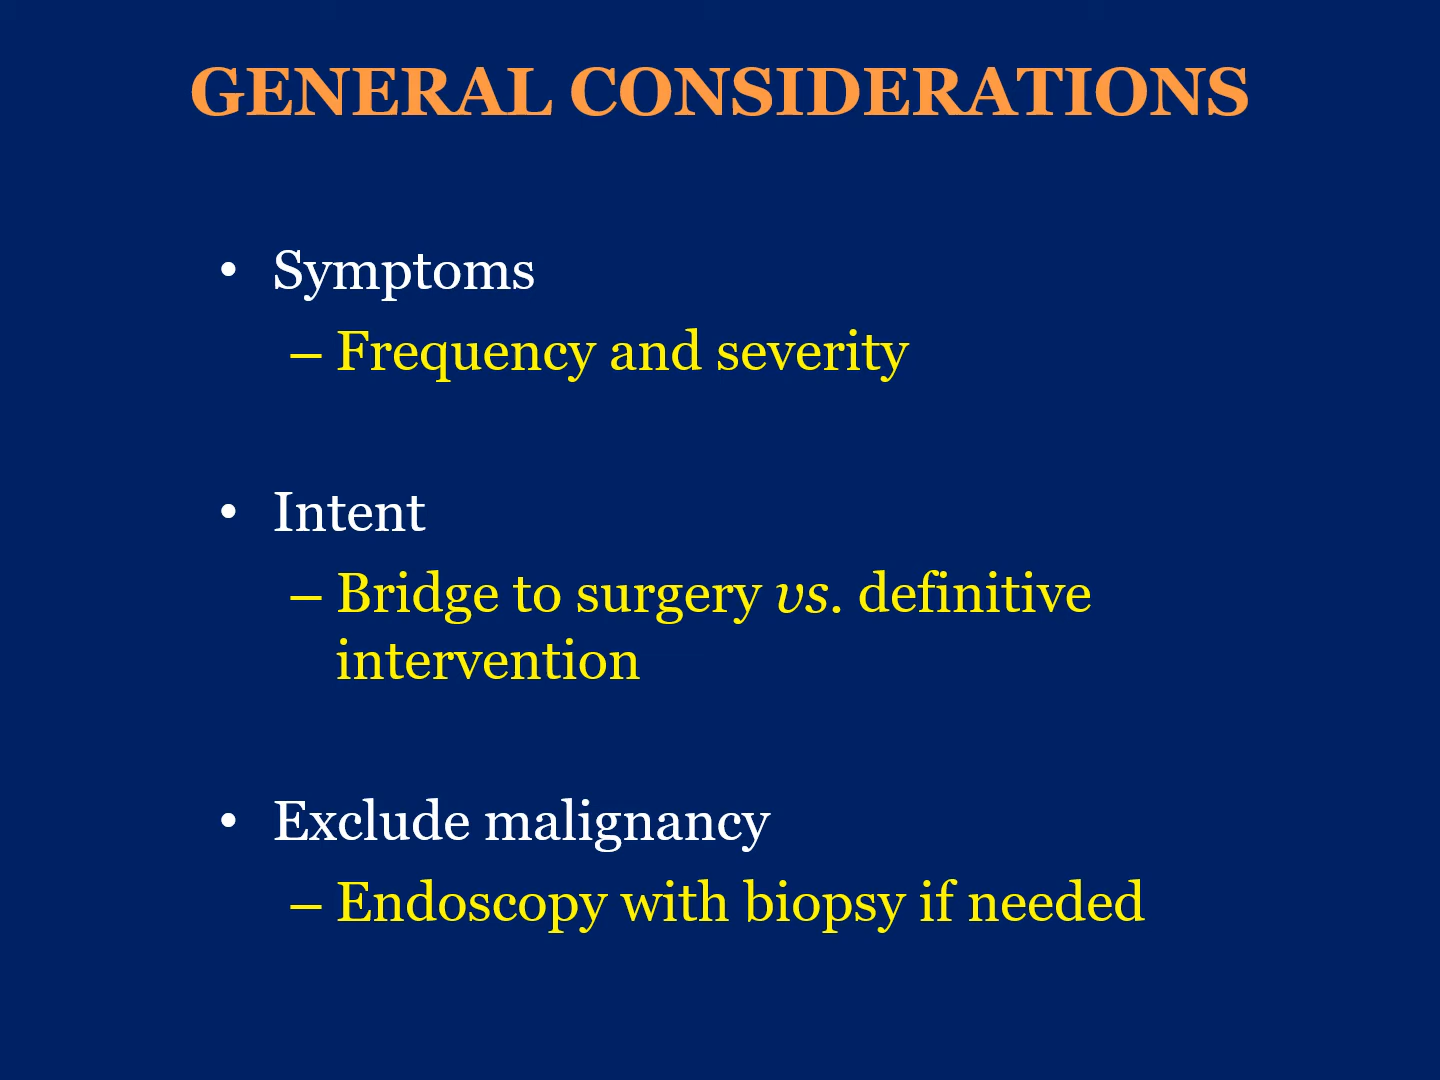 GENERAL CONSIDERATIONS
• Symptoms
– Frequency and severity
• Intent
– Bridge to surgery vs. definitive
intervention
• Exclude malignancy
– Endoscopy with biopsy if needed